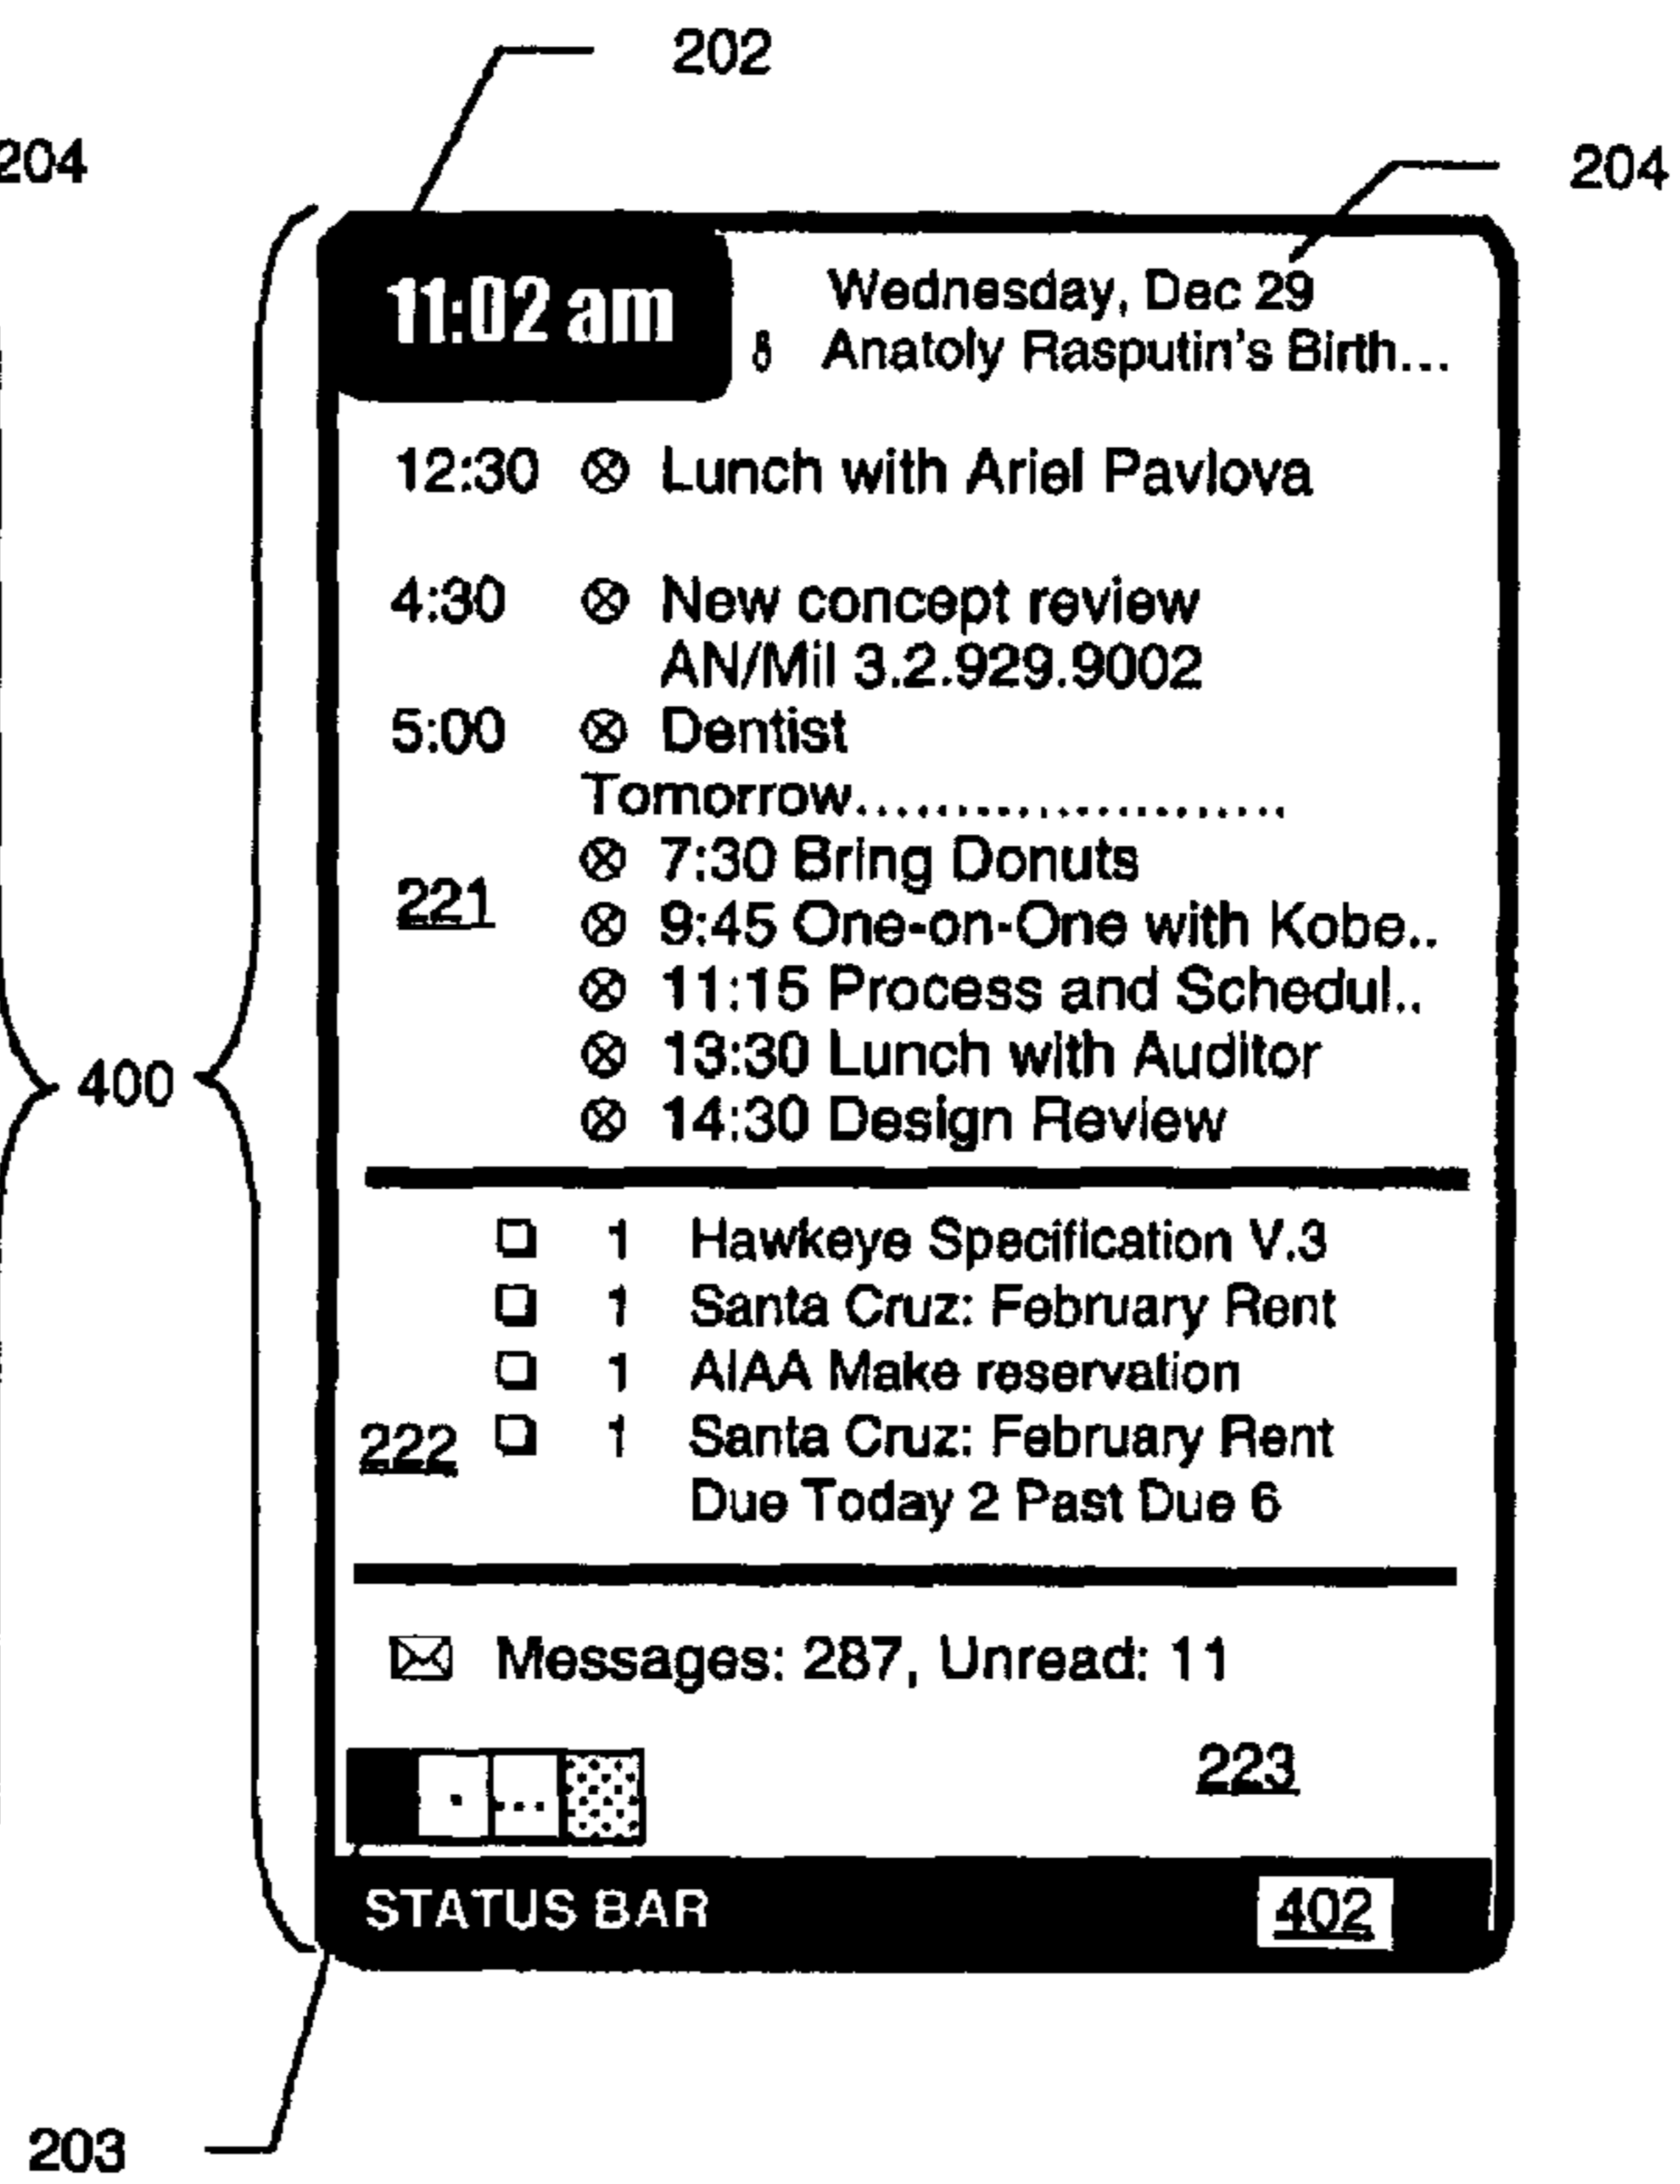 202
204
204
11:02 am
Wednesday, Dec 29
Anatoly Rasputin's Birth...
12:30 Lunch with Ariel Pavlova
4:30 New concept review
AN/Mil 3.2.929.9002
5:00 Dentist
Tomorrow......................
7:30 Bring Donuts
221
9:45 One-on-One with Kobe..
11:15 Process and Schedul..
400
13:30 Lunch with Auditor
14:30 Design Review
1 Hawkeye Specification V.3
1 Santa Cruz: February Rent
1 AIAA Make reservation
222
1 Santa Cruz: February Rent
Due Today 2 Past Due 6
Messages: 287, Unread: 11
223
STATUS BAR 402
203